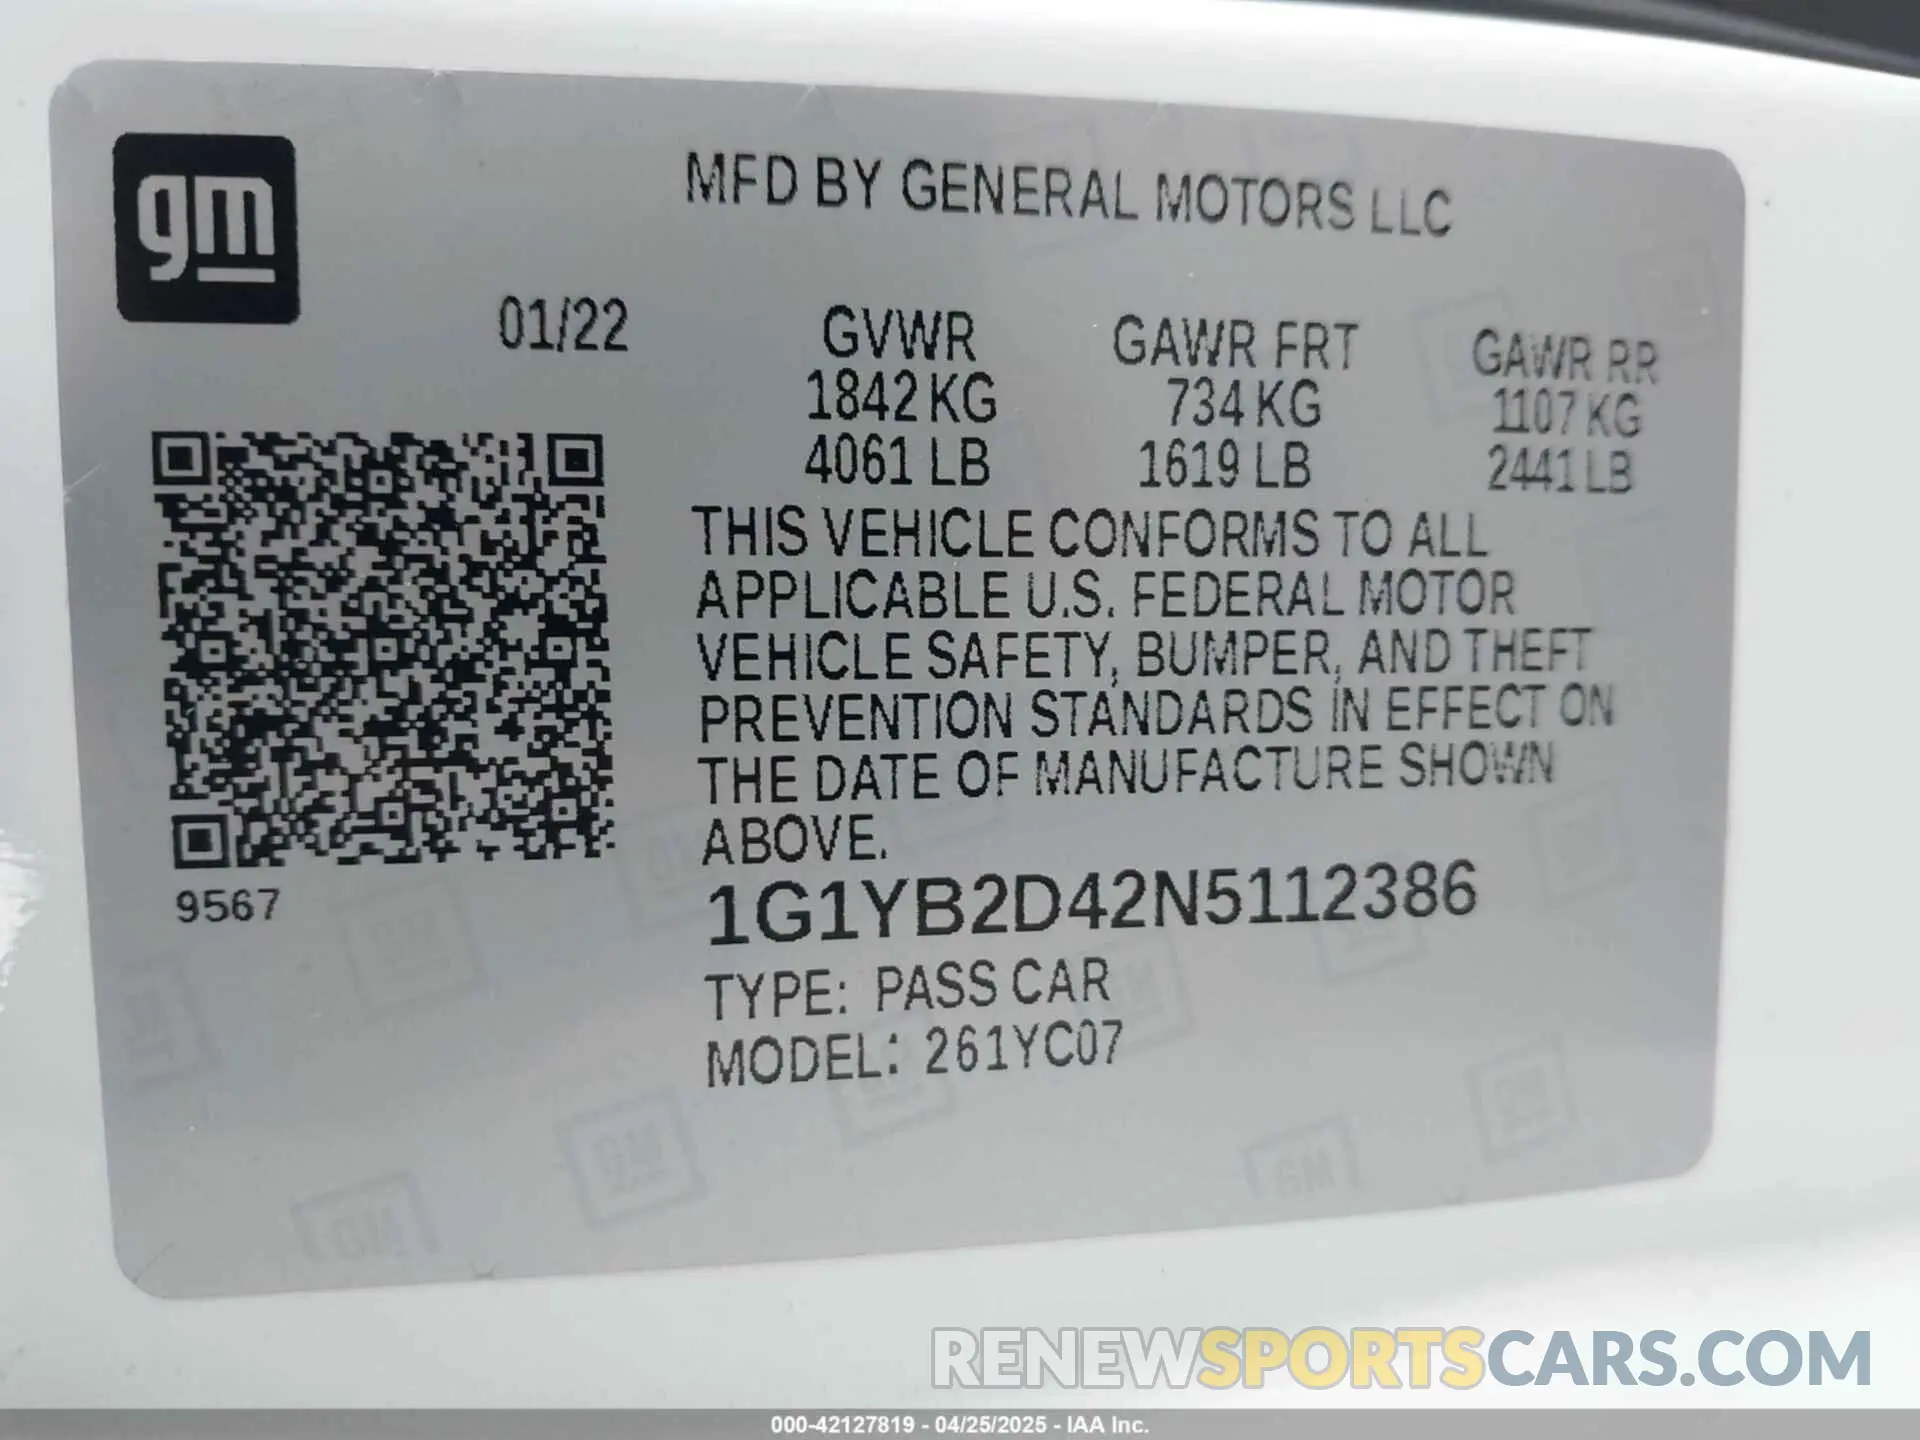 gm
MFD BY GENERAL MOTORS LLC
01/22
GVWR GAWR FRT GAWR RR
1842 KG 734 KG 1107 KG
4061 LB 1619 LB 2441 LB
THIS VEHICLE CONFORMS TO ALL
APPLICABLE U.S. FEDERAL MOTOR
VEHICLE SAFETY, BUMPER, AND THEFT
PREVENTION STANDARDS IN EFFECT ON
THE DATE OF MANUFACTURE SHOWN
ABOVE.
9567
1G1YB2D42N5112386
TYPE: PASS CAR
MODEL: 261YC07
GM
GM
GM
RENEWSPORTSCARS.COM
000-42127819 - 04/25/2025 - IAA Inc.